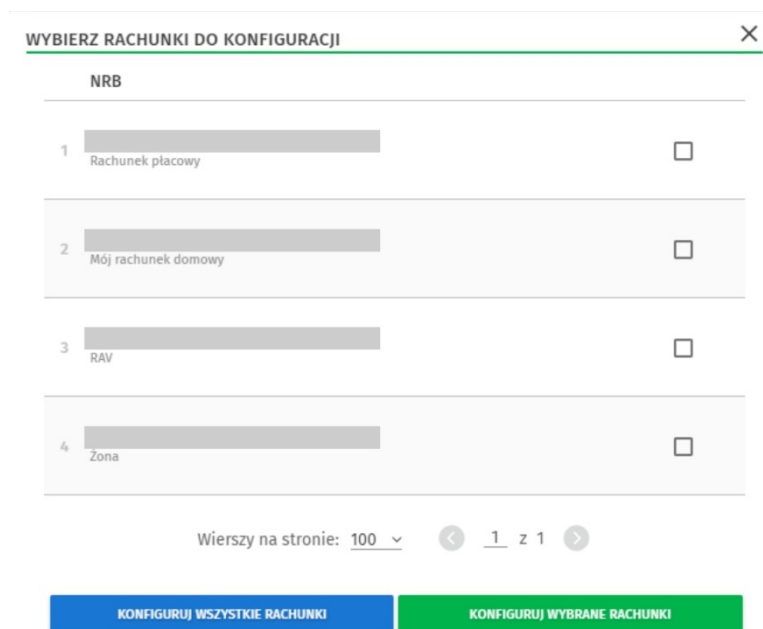 WYBIERZ RACHUNKI DO KONFIGURACJI
NRB
1
Rachunek płacowy
2
Mój rachunek domowy
3
RAV
4
Żona
Wierszy na stronie: 100 1 z 1
KONFIGURUJ WSZYSTKIE RACHUNKI KONFIGURUJ WYBRANE RACHUNKI